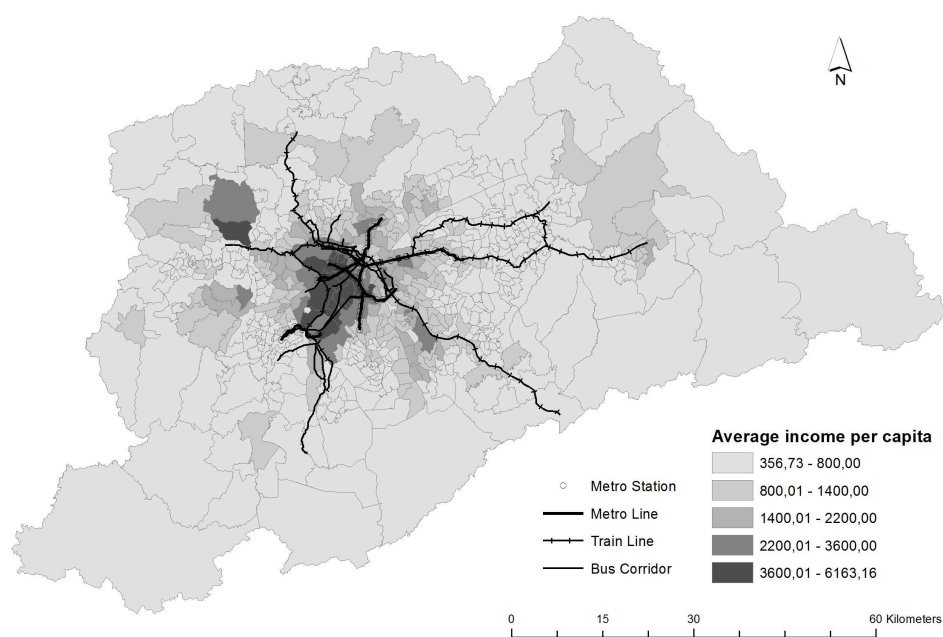 N
Average income per capita
356,73 - 800,00
800,01 - 1400,00
1400,01 - 2200,00
2200,01 - 3600,00
3600,01 - 6163,16
Metro Station
Metro Line
Train Line
Bus Corridor
0 15 30 60 Kilometers